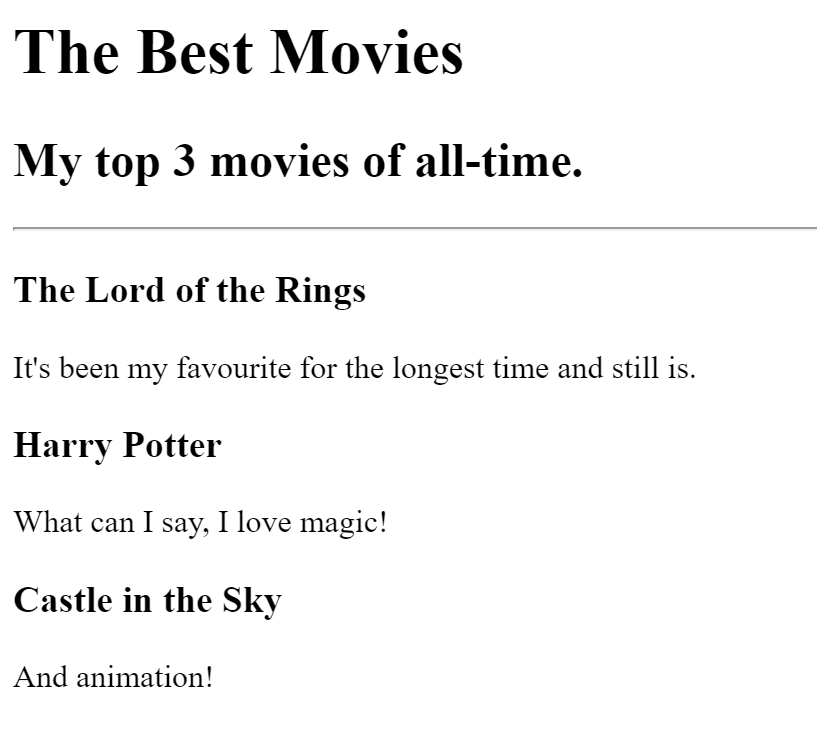 The Best Movies
My top 3 movies of all-time.
The Lord of the Rings
It's been my favourite for the longest time and still is.
Harry Potter
What can I say, I love magic!
Castle in the Sky
And animation!